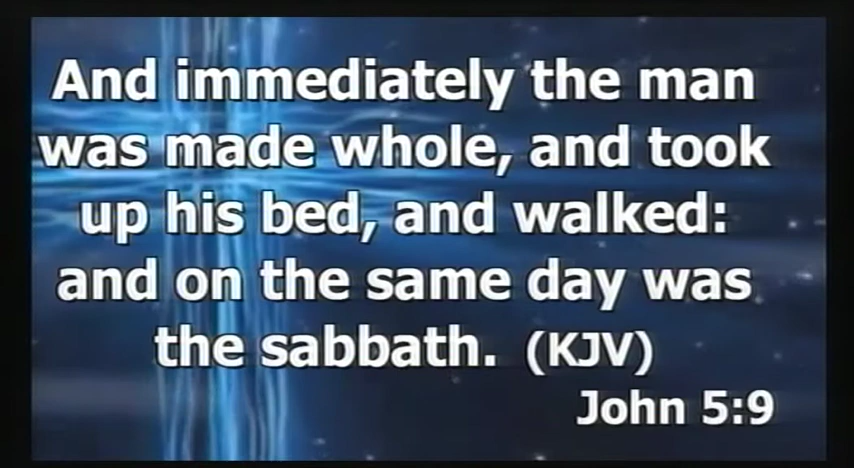 And immediately the man
was made whole, and took
up his bed, and walked:
and on the same day was
the sabbath. (KJV)
John 5:9